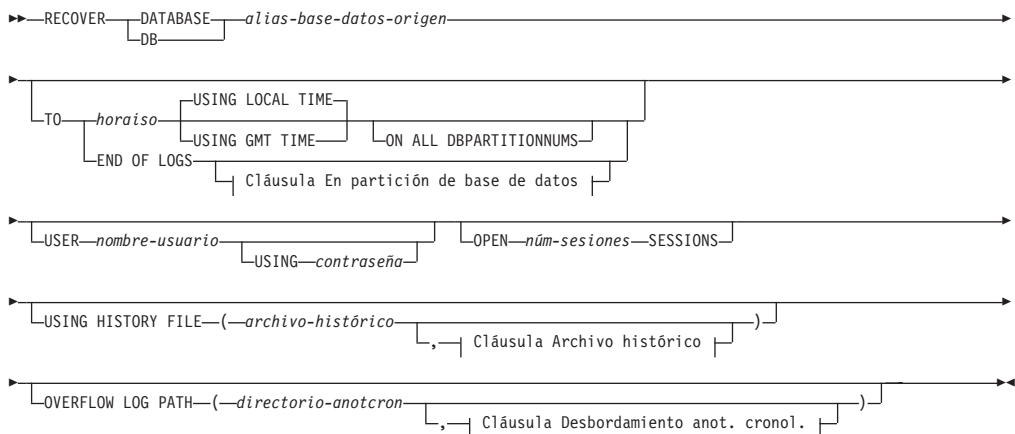 RECOVER DATABASE alias-base-datos-origen
DB
USING LOCAL TIME
TO horaiso USING GMT TIME ON ALL DBPARTITIONNUMS
END OF LOGS
Cláusula En partición de base de datos
USER nombre-usuario OPEN núm-sesiones SESSIONS
USING contraseña
USING HISTORY FILE ( archivo-histórico )
, Cláusula Archivo histórico
OVERFLOW LOG PATH ( directorio-anotcron )
, Cláusula Desbordamiento anot. cronol.